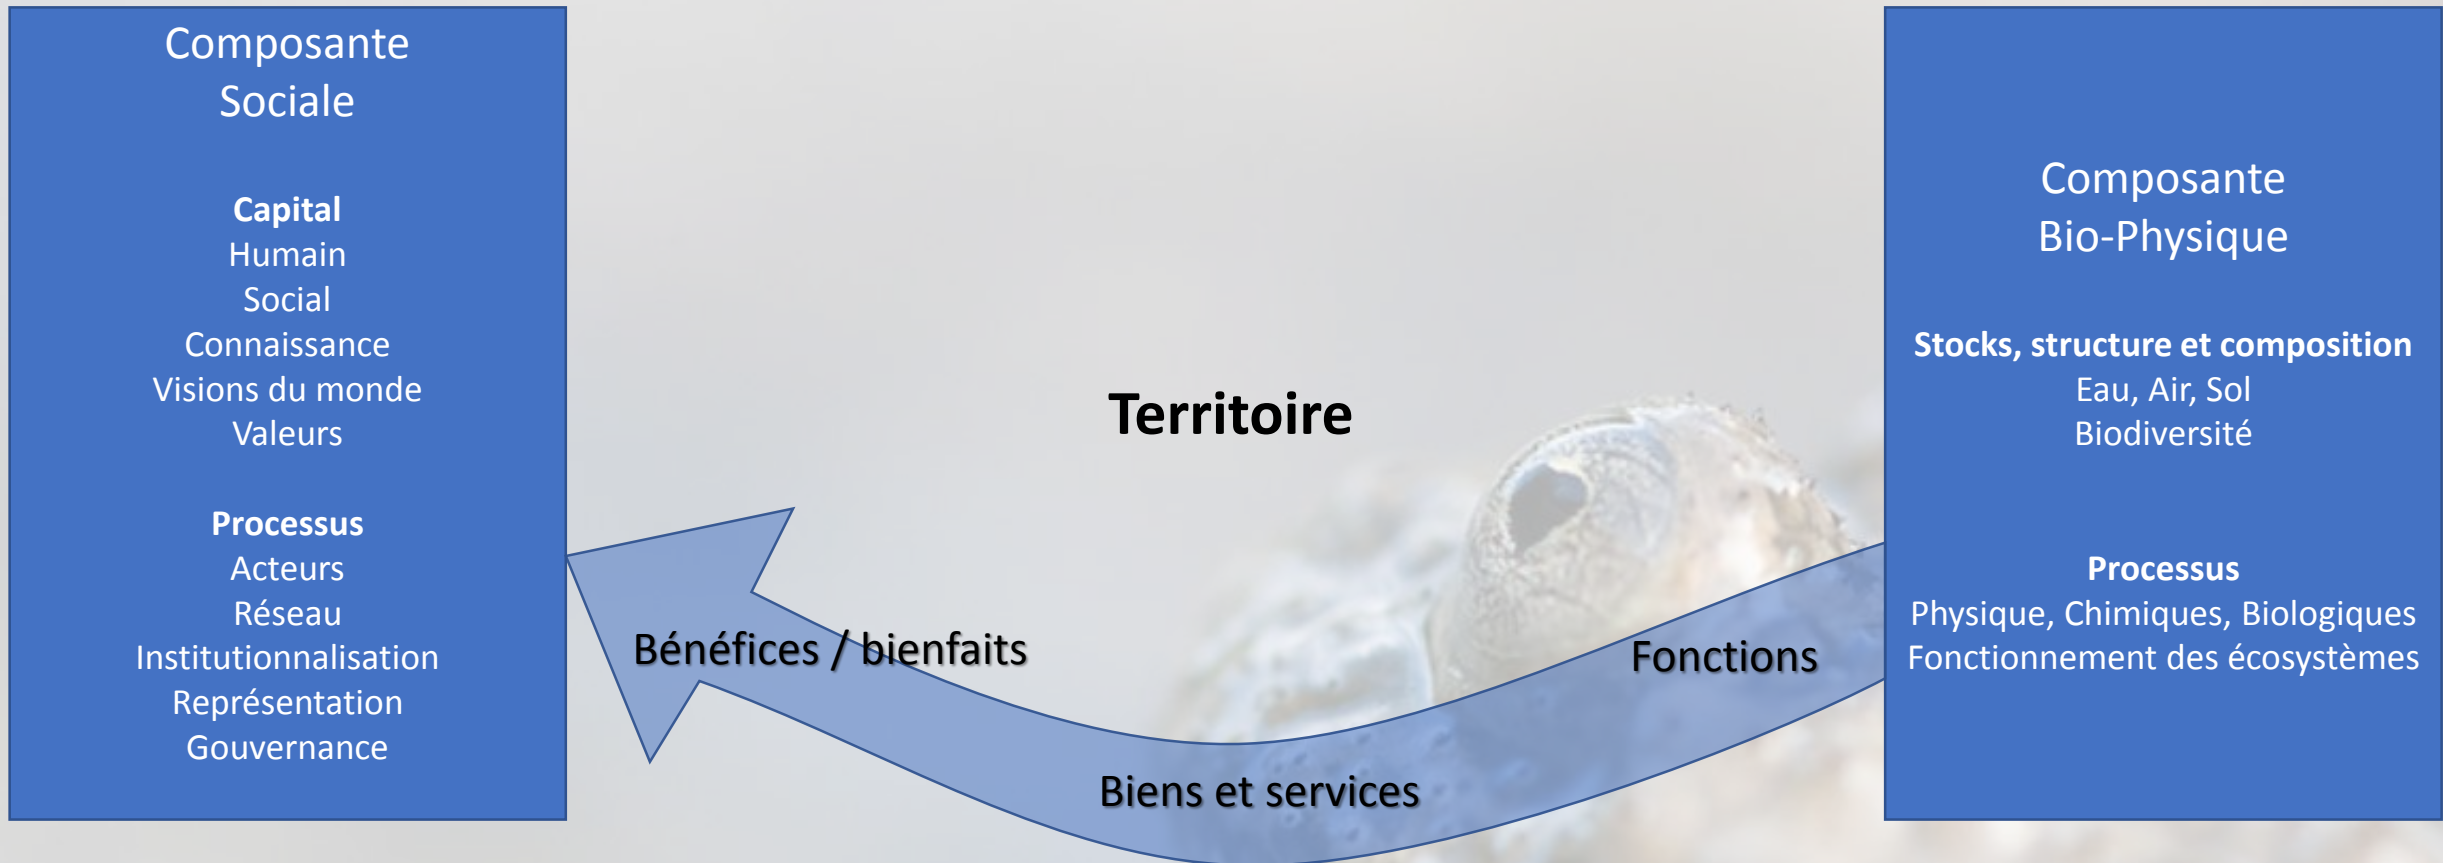 Composante
Sociale
Capital
Humain
Social
Connaissance
Visions du monde
Valeurs
Processus
Acteurs
Réseau
Institutionnalisation
Représentation
Gouvernance
Territoire
Bénéfices / bienfaits
Biens et services
Fonctions
Composante
Bio-Physique
Stocks, structure et composition
Eau, Air, Sol
Biodiversité
Processus
Physique, Chimiques, Biologiques
Fonctionnement des écosystèmes